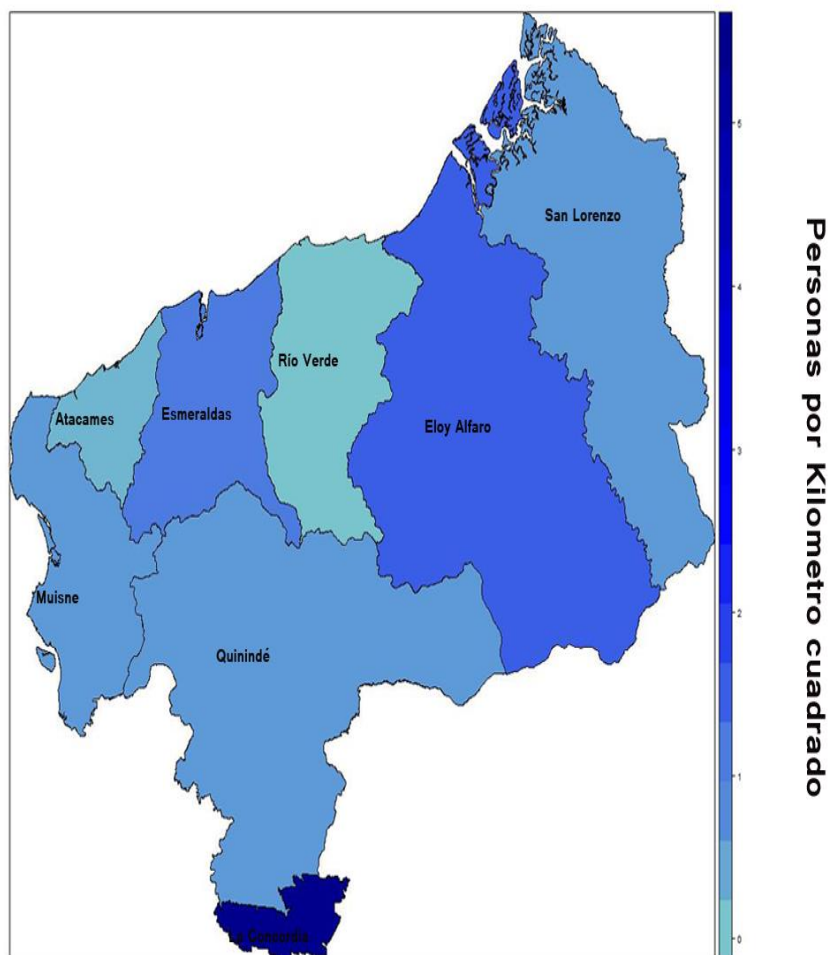 San Lorenzo
Río Verde
Atacames
Esmeraldas
Eloy Alfaro
Muisne
Quinindé
La Concordia
5
4
3
2
1
0
Personas por Kilometro cuadrado